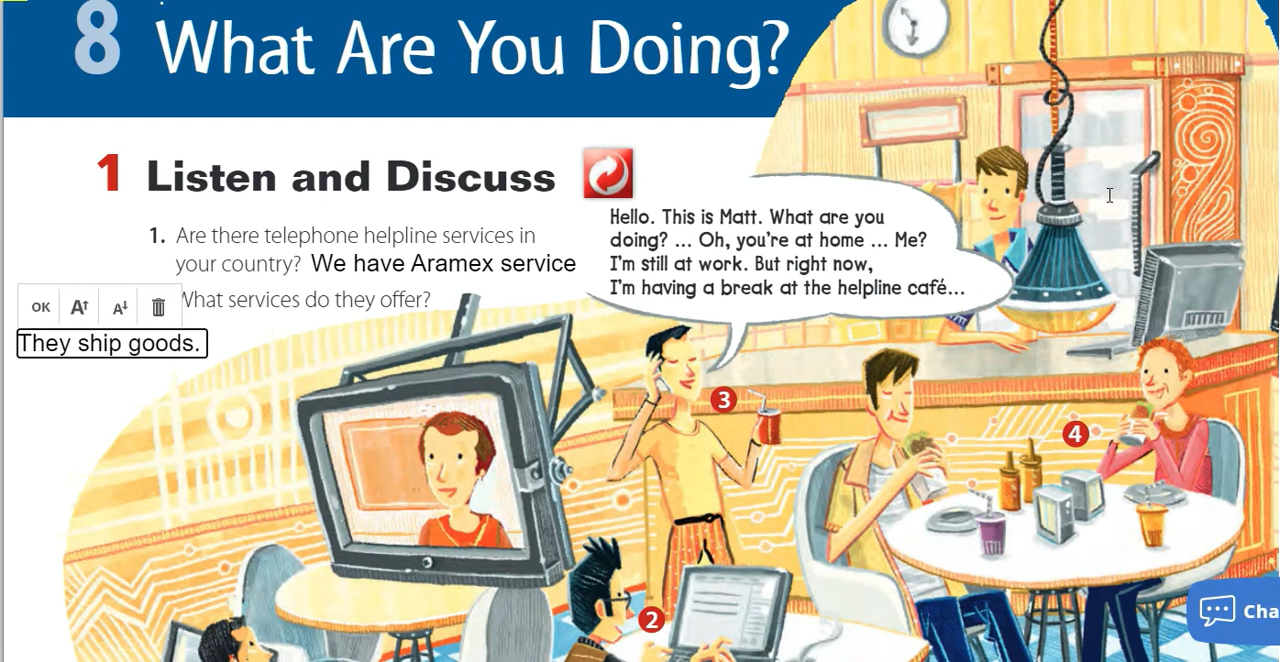 8 What Are You Doing?
1 Listen and Discuss
1. Are there telephone helpline services in
your country? We have Aramex service
What services do they offer?
OK A↑ A↓
They ship goods.
Hello. This is Matt. What are you
doing? ... Oh, you're at home ... Me?
I'm still at work. But right now,
I'm having a break at the helpline café...
3
4
2
Cha